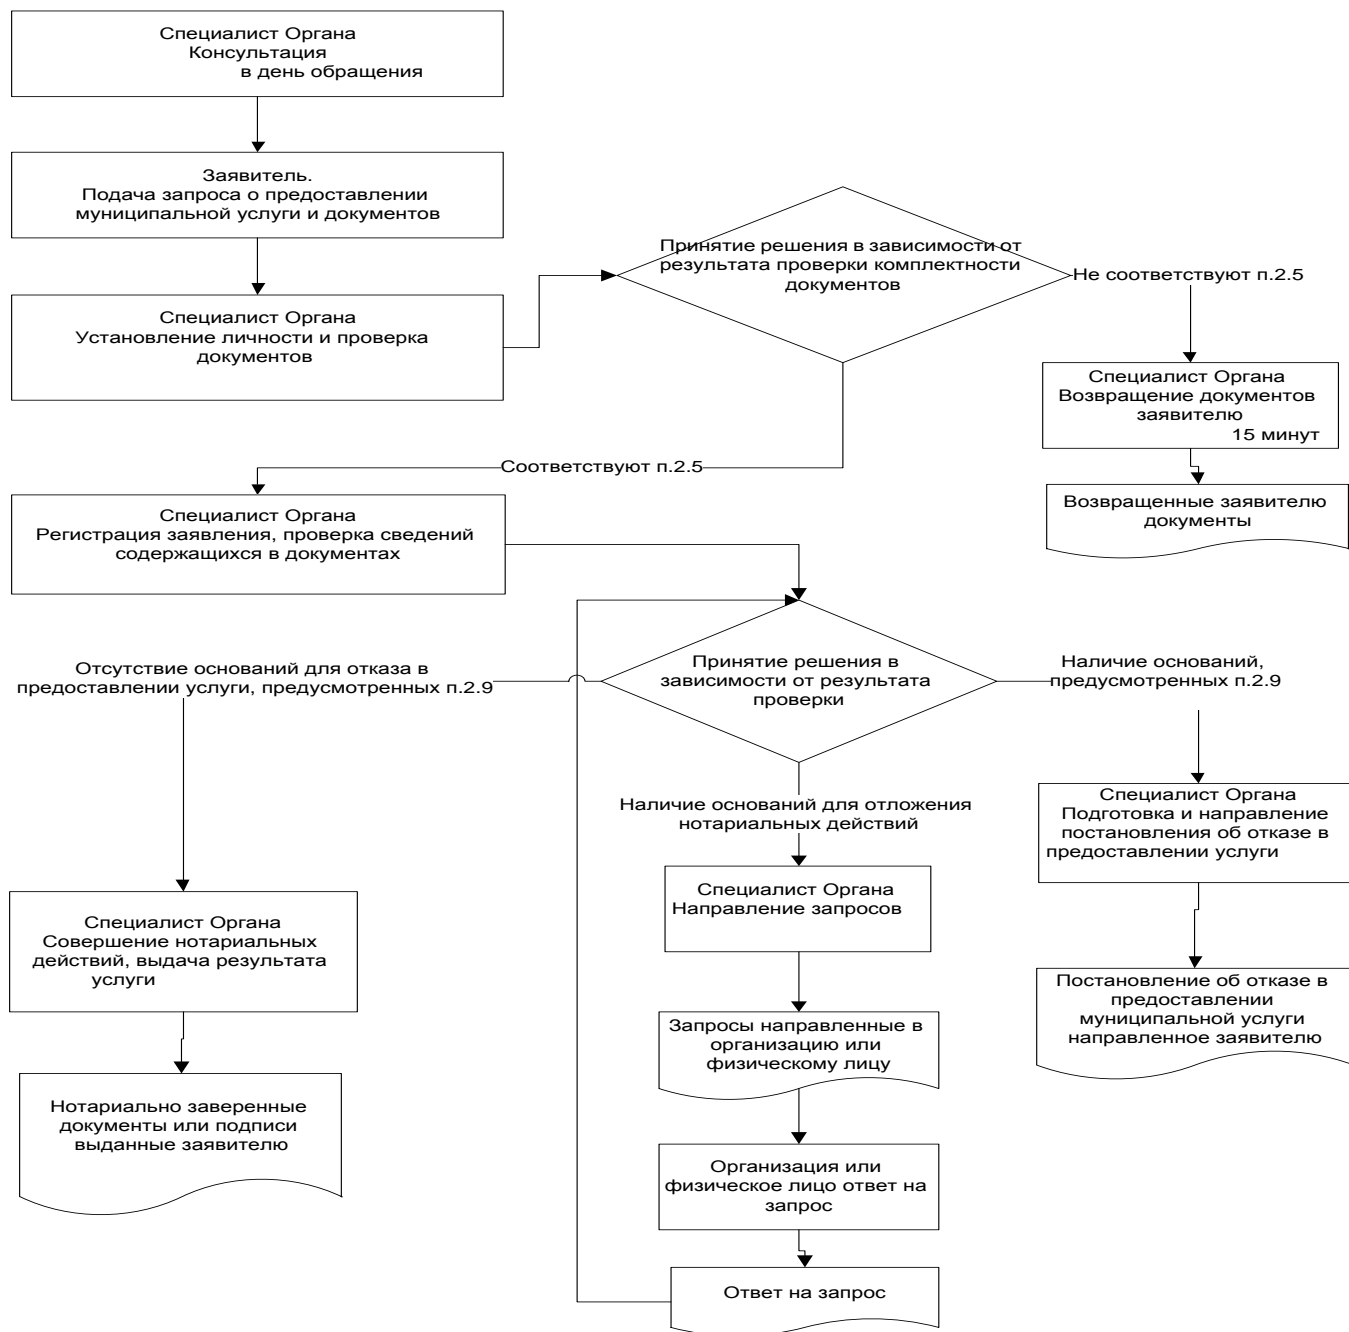 Специалист Органа
Консультация
в день обращения
Заявитель.
Подача запроса о предоставлении
муниципальной услуги и документов
Специалист Органа
Установление личности и проверка
документов
Принятие решения в зависимости от
результата проверки комплектности
документов
Не соответствуют п.2.5
Специалист Органа
Возвращение документов
заявителю
15 минут
Возвращенные заявителю
документы
Соответствуют п.2.5
Специалист Органа
Регистрация заявления, проверка сведений
содержащихся в документах
Принятие решения в
зависимости от результата
проверки
Отсутствие оснований для отказа в
предоставлении услуги, предусмотренных п.2.9
Наличие оснований,
предусмотренных п.2.9
Наличие оснований для отложения
нотариальных действий
Специалист Органа
Совершение нотариальных
действий, выдача результата
услуги
Нотариально заверенные
документы или подписи
выданные заявителю
Специалист Органа
Направление запросов
Запросы направленные в
организацию или
физическому лицу
Организация или
физическое лицо ответ на
запрос
Ответ на запрос
Специалист Органа
Подготовка и направление
постановления об отказе в
предоставлении услуги
Постановление об отказе в
предоставлении
муниципальной услуги
направленное заявителю